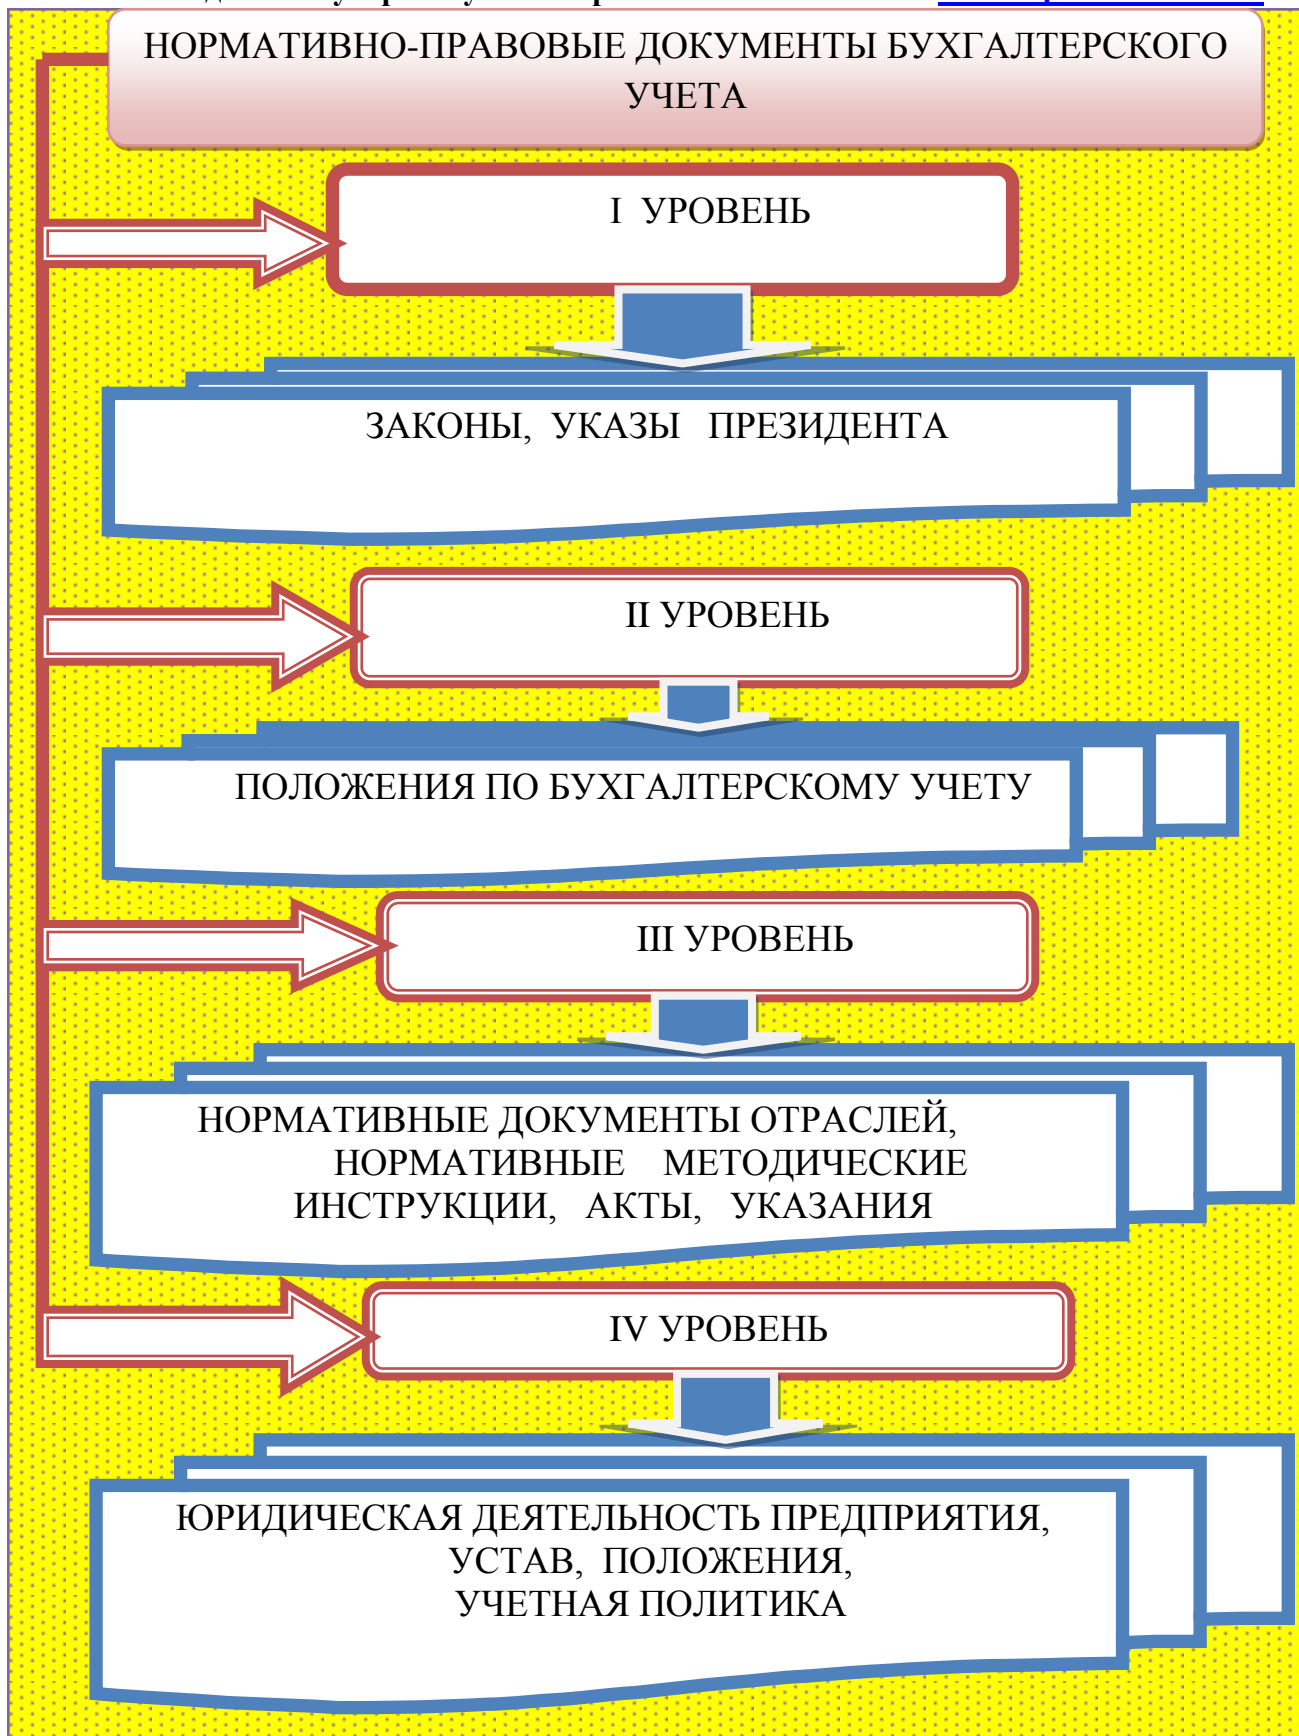 НОРМАТИВНО-ПРАВОВЫЕ ДОКУМЕНТЫ БУХГАЛТЕРСКОГО
УЧЕТА
I УРОВЕНЬ
ЗАКОНЫ, УКАЗЫ ПРЕЗИДЕНТА
II УРОВЕНЬ
ПОЛОЖЕНИЯ ПО БУХГАЛТЕРСКОМУ УЧЕТУ
III УРОВЕНЬ
НОРМАТИВНЫЕ ДОКУМЕНТЫ ОТРАСЛЕЙ,
НОРМАТИВНЫЕ МЕТОДИЧЕСКИЕ
ИНСТРУКЦИИ, АКТЫ, УКАЗАНИЯ
IV УРОВЕНЬ
ЮРИДИЧЕСКАЯ ДЕЯТЕЛЬНОСТЬ ПРЕДПРИЯТИЯ,
УСТАВ, ПОЛОЖЕНИЯ,
УЧЕТНАЯ ПОЛИТИКА